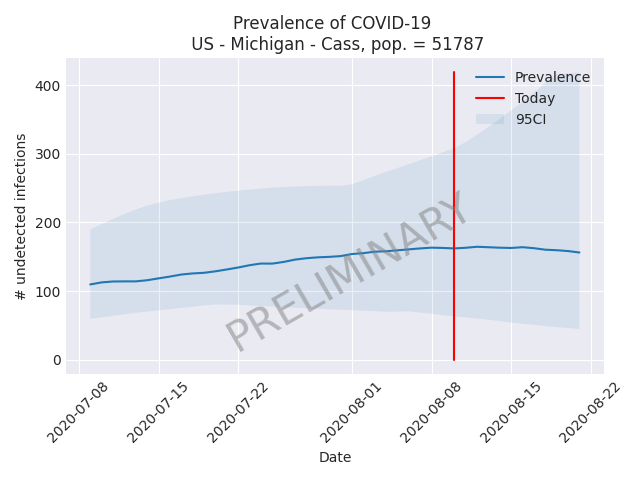 Prevalence of COVID-19
US - Michigan - Cass, pop. = 51787
# undetected infections
400
300
200
100
0
Prevalence
Today
95CI
PRELIMINARY
2020-07-08
2020-07-15
2020-07-22
2020-08-01
2020-08-08
2020-08-15
2020-08-22
Date